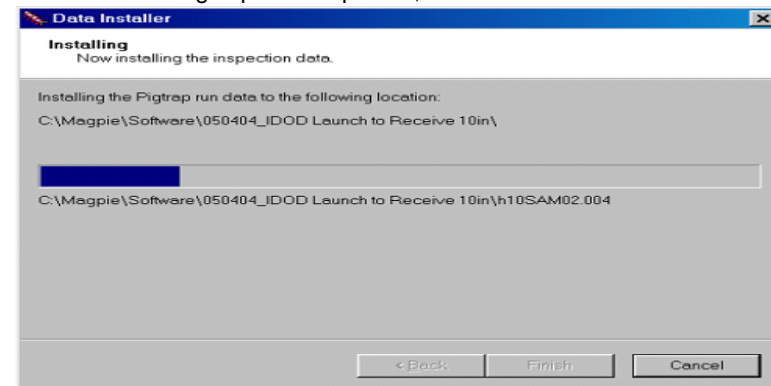 Data Installer
Installing
Now installing the inspection data.
Installing the Pigtrap run data to the following location:
C:\Magpie\Software\050404_IDOD Launch to Receive 10in\
C:\Magpie\Software\050404_IDOD Launch to Receive 10in\h10SAM02.004
< Back Finish Cancel